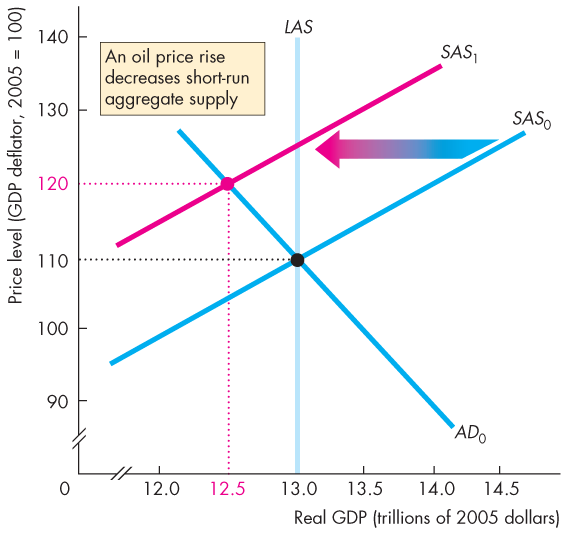 Price level (GDP deflator, 2005 = 100)
140
130
120
110
100
90
0
An oil price rise
decreases short-run
aggregate supply
LAS
SAS₁
SAS₀
AD₀
12.0
12.5
13.0
13.5
14.0
14.5
Real GDP (trillions of 2005 dollars)